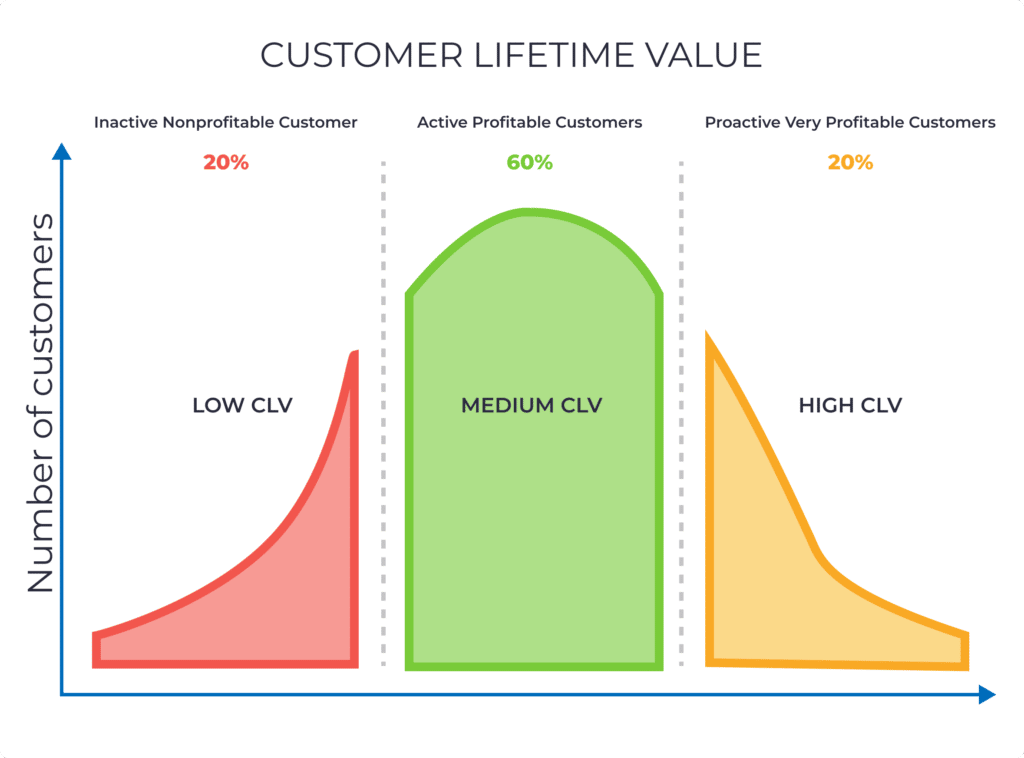 CUSTOMER LIFETIME VALUE
Inactive Nonprofitable Customer
20%
Active Profitable Customers
60%
Proactive Very Profitable Customers
20%
Number of customers
LOW CLV
MEDIUM CLV
HIGH CLV